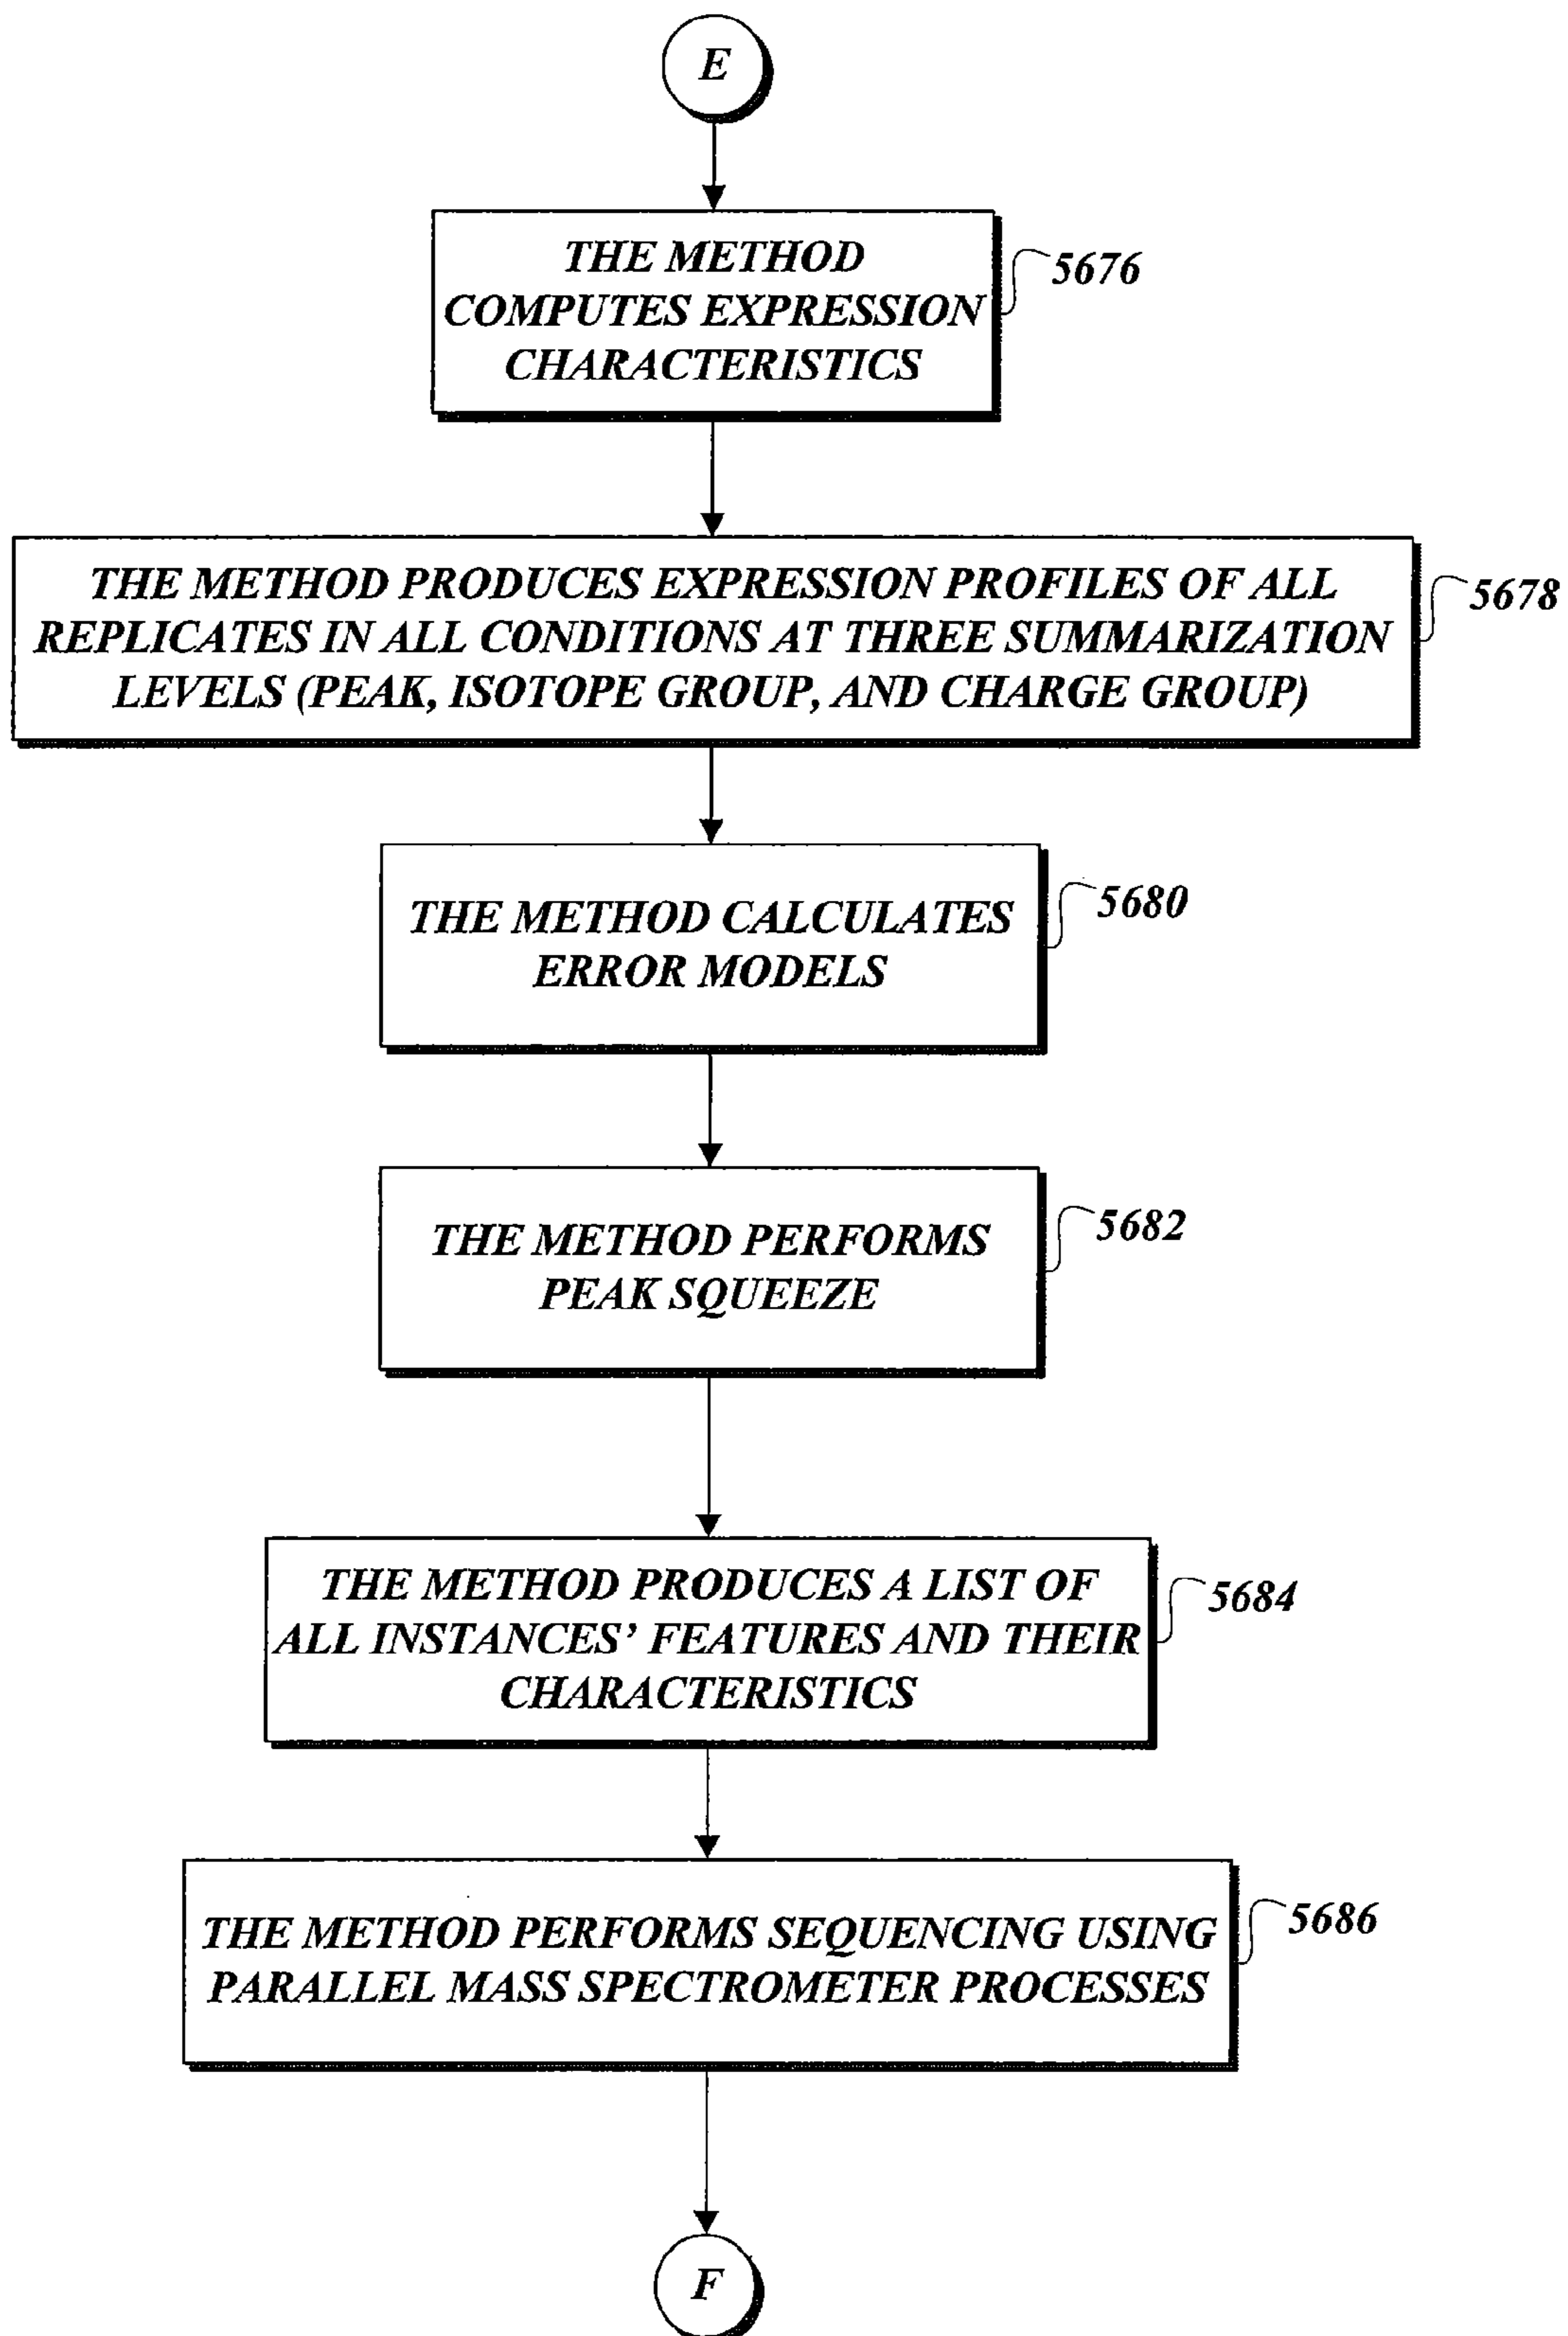 E
THE METHOD
COMPUTES EXPRESSION
CHARACTERISTICS
5676
THE METHOD PRODUCES EXPRESSION PROFILES OF ALL
REPLICATES IN ALL CONDITIONS AT THREE SUMMARIZATION
LEVELS (PEAK, ISOTOPE GROUP, AND CHARGE GROUP)
5678
THE METHOD CALCULATES
ERROR MODELS
5680
THE METHOD PERFORMS
PEAK SQUEEZE
5682
THE METHOD PRODUCES A LIST OF
ALL INSTANCES’ FEATURES AND THEIR
CHARACTERISTICS
5684
THE METHOD PERFORMS SEQUENCING USING
PARALLEL MASS SPECTROMETER PROCESSES
5686
F